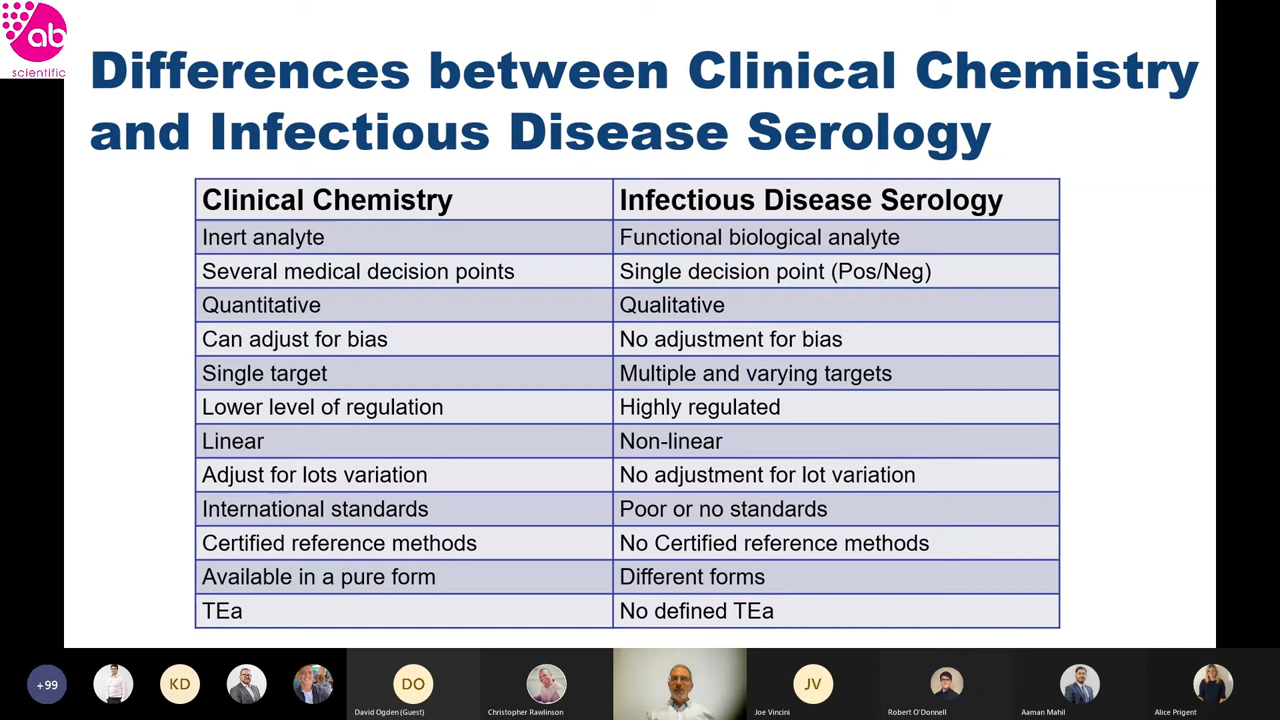 ab
scientific
Differences between Clinical Chemistry
and Infectious Disease Serology
Clinical Chemistry
Infectious Disease Serology
Inert analyte
Functional biological analyte
Several medical decision points
Single decision point (Pos/Neg)
Quantitative
Qualitative
Can adjust for bias
No adjustment for bias
Single target
Multiple and varying targets
Lower level of regulation
Highly regulated
Linear
Non-linear
Adjust for lots variation
No adjustment for lot variation
International standards
Poor or no standards
Certified reference methods
No Certified reference methods
Available in a pure form
Different forms
TEa
No defined TEa
+99
KD
DO
JV
David Ogden (Guest)
Christopher Rawlinson
Joe Vincini
Robert O'Donnell
Aaman Mahil
Alice Prigent